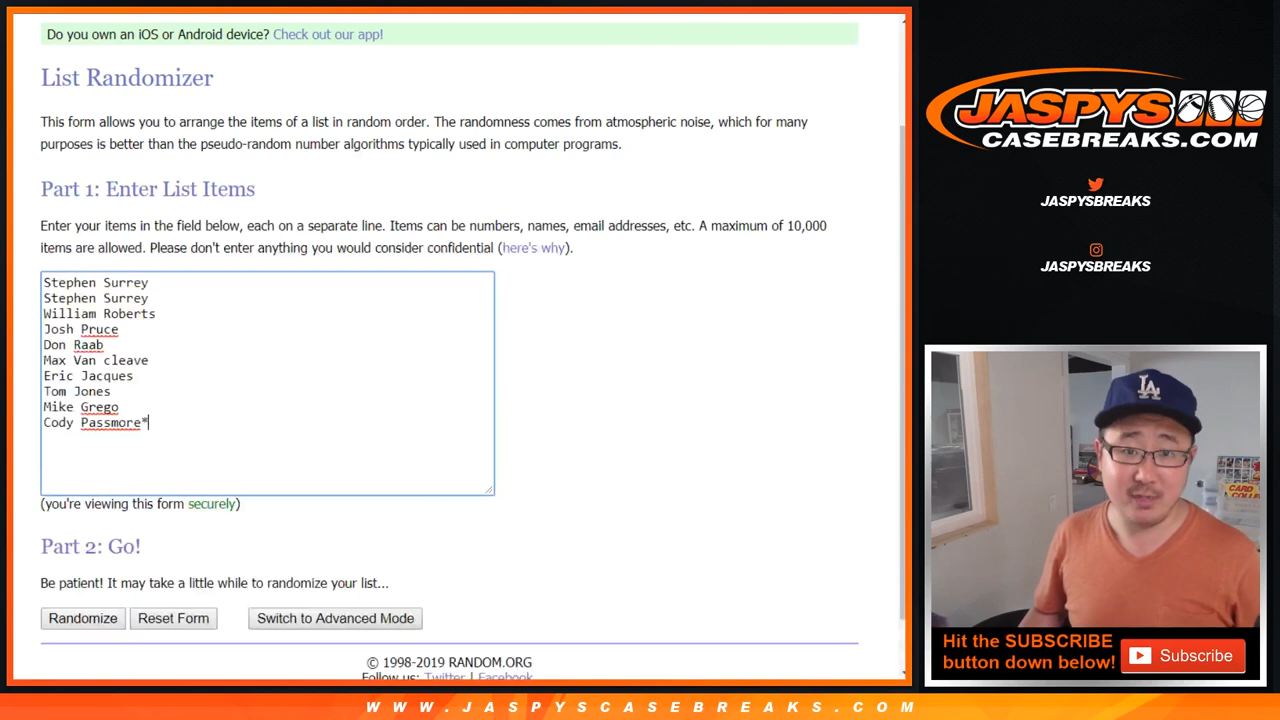 Do you own an iOS or Android device? Check out our app!
List Randomizer
This form allows you to arrange the items of a list in random order. The randomness comes from atmospheric noise, which for many
purposes is better than the pseudo-random number algorithms typically used in computer programs.
Part 1: Enter List Items
Enter your items in the field below, each on a separate line. Items can be numbers, names, email addresses, etc. A maximum of 10,000
items are allowed. Please don't enter anything you would consider confidential (here's why).
Stephen Surrey
Stephen Surrey
William Roberts
Josh Pruce
Don Raab
Max Van cleave
Eric Jacques
Tom Jones
Mike Grego
Cody Passmore*
(you're viewing this form securely)
Part 2: Go!
Be patient! It may take a little while to randomize your list...
Randomize Reset Form Switch to Advanced Mode
© 1998-2019 RANDOM.ORG
Follow us: Twitter | Facebook
JASPYS
CASEBREAKS.COM
JASPYSBREAKS
JASPYSBREAKS
LA
Hit the SUBSCRIBE
button down below!
Subscribe
WWW.JASPYSCASEBREAKS.COM